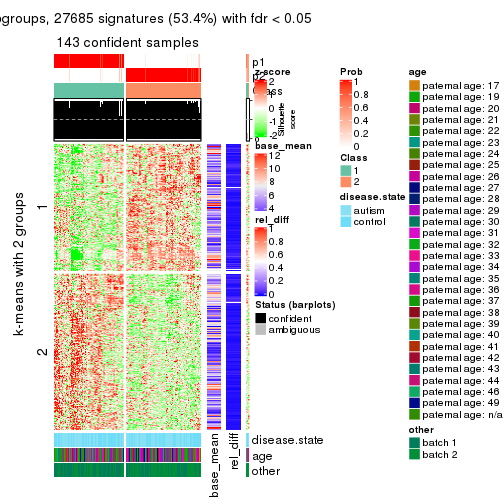 ogroups, 27685 signatures (53.4%) with fdr < 0.05
143 confident samples
p1
p2
Class
Silhouette
score
1
2
k-means with 2 groups
disease.state
age
other
base_mean
rel_diff
z-score
2
1
0
-1
-2
base_mean
12
10
8
6
4
rel_diff
1
0.8
0.6
0.4
0.2
0
Status (barplots)
confident
ambiguous
Prob
1
0.8
0.6
0.4
0.2
0
Class
1
2
disease.state
autism
control
age
paternal age: 17
paternal age: 19
paternal age: 20
paternal age: 21
paternal age: 22
paternal age: 23
paternal age: 24
paternal age: 25
paternal age: 26
paternal age: 27
paternal age: 28
paternal age: 29
paternal age: 30
paternal age: 31
paternal age: 32
paternal age: 33
paternal age: 34
paternal age: 35
paternal age: 36
paternal age: 37
paternal age: 38
paternal age: 39
paternal age: 40
paternal age: 41
paternal age: 42
paternal age: 43
paternal age: 44
paternal age: 46
paternal age: 49
paternal age: n/a
other
batch 1
batch 2